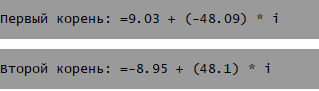 Первый корень: =9.03 + (-48.09) * i
Второй корень: =-8.95 + (48.1) * i